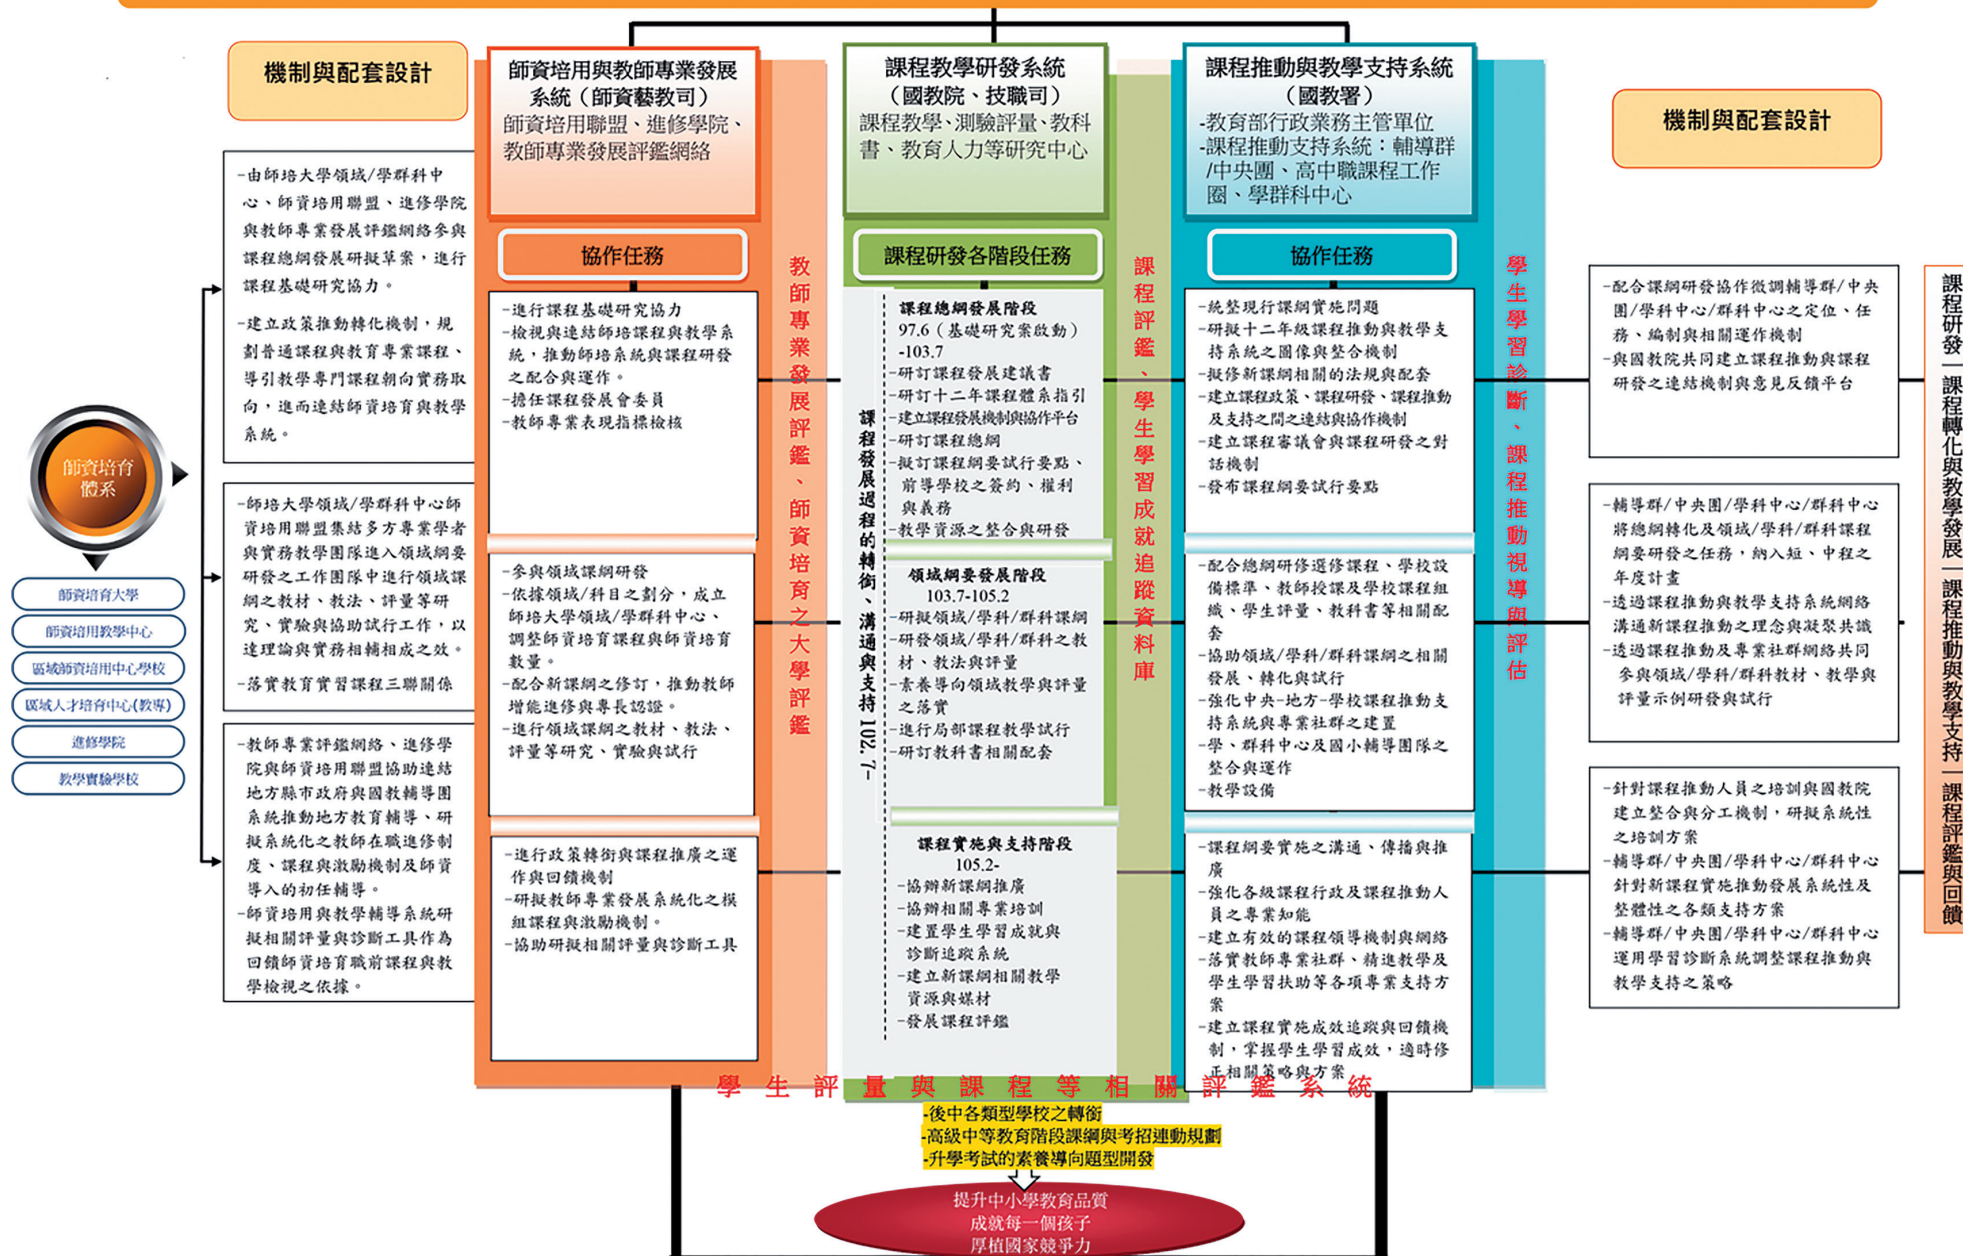 機制與配套設計
師資培用與教師專業發展
系統（師資藝教司）
師資培用聯盟、進修學院、
教師專業發展評鑑網絡
課程教學研發系統
（國教院、技職司）
課程教學、測驗評量、教科
書、教育人力等研究中心
課程推動與教學支持系統
（國教署）
-教育部行政業務主管單位
-課程推動支持系統：輔導群
/中央團、高中職課程工作
圈、學群科中心
機制與配套設計
師資培育
體系
師資培育大學
師資培用教學中心
區域師資培用中心學校
區域人才培育中心(教專)
進修學院
教學實驗學校
-由師培大學領域/學群科中
心、師資培用聯盟、進修學院
與教師專業發展評鑑網絡參與
課程總綱發展研擬草案，進行
課程基礎研究協力。
-建立政策推動轉化機制，規
劃普通課程與教育專業課程、
導引教學專門課程朝向實務取
向，進而連結師資培育與教學
系統。
-師培大學領域/學群科中心師
資培用聯盟集結多方專業學者
與實務教學團隊進入領域綱要
研發之工作團隊中進行領域課
綱之教材、教法、評量等研
究、實驗與協助試行工作，以
達理論與實務相輔相成之效。
-落實教育實習課程三聯關係
-教師專業評鑑網絡、進修學
院與師資培用聯盟協助連結
地方縣市政府與國教輔導團
系統推動地方教育輔導、研
擬系統化之教師在職進修制
度、課程與激勵機制及師資
導入的初任輔導。
-師資培用與教學輔導系統研
擬相關評量與診斷工具作為
回饋師資培育職前課程與教
學檢視之依據。
協作任務
-進行課程基礎研究協力
-檢視與連結師培課程與教學系
統，推動師培系統與課程研發
之配合與運作。
-擔任課程發展會委員
-教師專業表現指標檢核
-參與領域課綱研發
-依據領域/科目之劃分，成立
師培大學領域/學群科中心、
調整師資培育課程與師資培育
數量。
-配合新課綱之修訂，推動教師
增能進修與專長認證。
-進行領域課綱之教材、教法、
評量等研究、實驗與試行
-進行政策轉銜與課程推廣之運
作與回饋機制
-研擬教師專業發展系統化之模
組課程與激勵機制。
-協助研擬相關評量與診斷工具
教師專業發展評鑑、師資培育之大學評鑑
課程研發各階段任務
課程發展過程的轉銜、溝通與支持 102.7-
課程總綱發展階段
97.6（基礎研究案啟動）
-103.7
-研訂課程發展建議書
-研訂十二年課程體系指引
-建立課程發展機制與協作平台
-研訂課程總綱
-擬訂課程綱要試行要點、
前導學校之簽約、權利
與義務
-教學資源之整合與研發
領域綱要發展階段
103.7-105.2
-研擬領域/學科/群科課綱
-研發領域/學科/群科之教
材、教法與評量
-素養導向領域教學與評量
之落實
-進行局部課程教學試行
-研訂教科書相關配套
課程實施與支持階段
105.2-
-協辦新課綱推廣
-協辦相關專業培訓
-建置學生學習成就與
診斷追蹤系統
-建立新課綱相關教學
資源與媒材
-發展課程評鑑
課程評鑑、學生學習成就追蹤資料庫
協作任務
-統整現行課綱實施問題
-研擬十二年級課程推動與教學支
持系統之圖像與整合機制
-擬修新課綱相關的法規與配套
-建立課程政策、課程研發、課程推動
及支持之間之連結與協作機制
-建立課程審議會與課程研發之對
話機制
-發布課程綱要試行要點
-配合總綱研修選修課程、學校設
備標準、教師授課及學校課程組
織、學生評量、教科書等相關配
套
-協助領域/學科/群科課綱之相關
發展、轉化與試行
-強化中央-地方-學校課程推動支
持系統與專業社群之建置
-學、群科中心及國小輔導團隊之
整合與運作
-教學設備
-課程綱要實施之溝通、傳播與推
廣
-強化各級課程行政及課程推動人
員之專業知能
-建立有效的課程領導機制與網絡
-落實教師專業社群、精進教學及
學生學習扶助等各項專業支持方
案
-建立課程實施成效追蹤與回饋機
制，掌握學生學習成效，適時修
正相關策略與方案
學生學習診斷、課程推動視導與評估
-配合課綱研發協作微調輔導群/中央
團/學科中心/群科中心之定位、任
務、編制與相關運作機制
-與國教院共同建立課程推動與課程
研發之連結機制與意見反饋平台
-輔導群/中央團/學科中心/群科中心
將總綱轉化及領域/學科/群科課程
綱要研發之任務，納入短、中程之
年度計畫
-透過課程推動與教學支持系統網絡
溝通新課程推動之理念與凝聚共識
-透過課程推動及專業社群網絡共同
參與領域/學科/群科教材、教學與
評量示例研發與試行
-針對課程推動人員之培訓與國教院
建立整合與分工機制，研擬系統性
之培訓方案
-輔導群/中央團/學科中心/群科中心
針對新課程實施推動發展系統性及
整體性之各類支持方案
-輔導群/中央團/學科中心/群科中心
運用學習診斷系統調整課程推動與
教學支持之策略
課程研發｜課程轉化與教學發展｜課程推動與教學支持｜課程評鑑與回饋
學生評量與課程等相關評鑑系統
-後中各類型學校之轉銜
-高級中等教育階段課綱與考招連動規劃
-升學考試的素養導向題型開發
提升中小學教育品質
成就每一個孩子
厚植國家競爭力